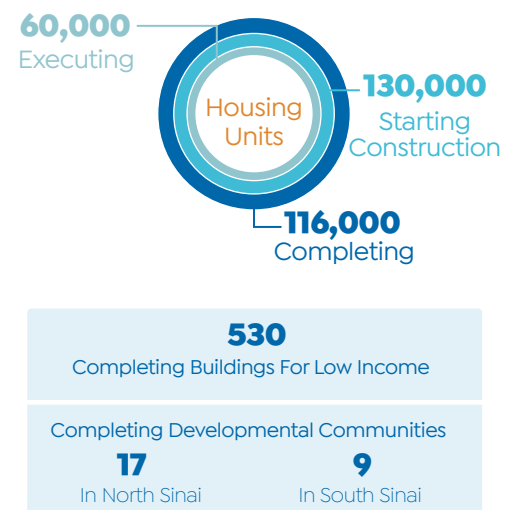 60,000
Executing
Housing
Units
130,000
Starting
Construction
116,000
Completing
530
Completing Buildings For Low Income
Completing Developmental Communities
17
In North Sinai
9
In South Sinai